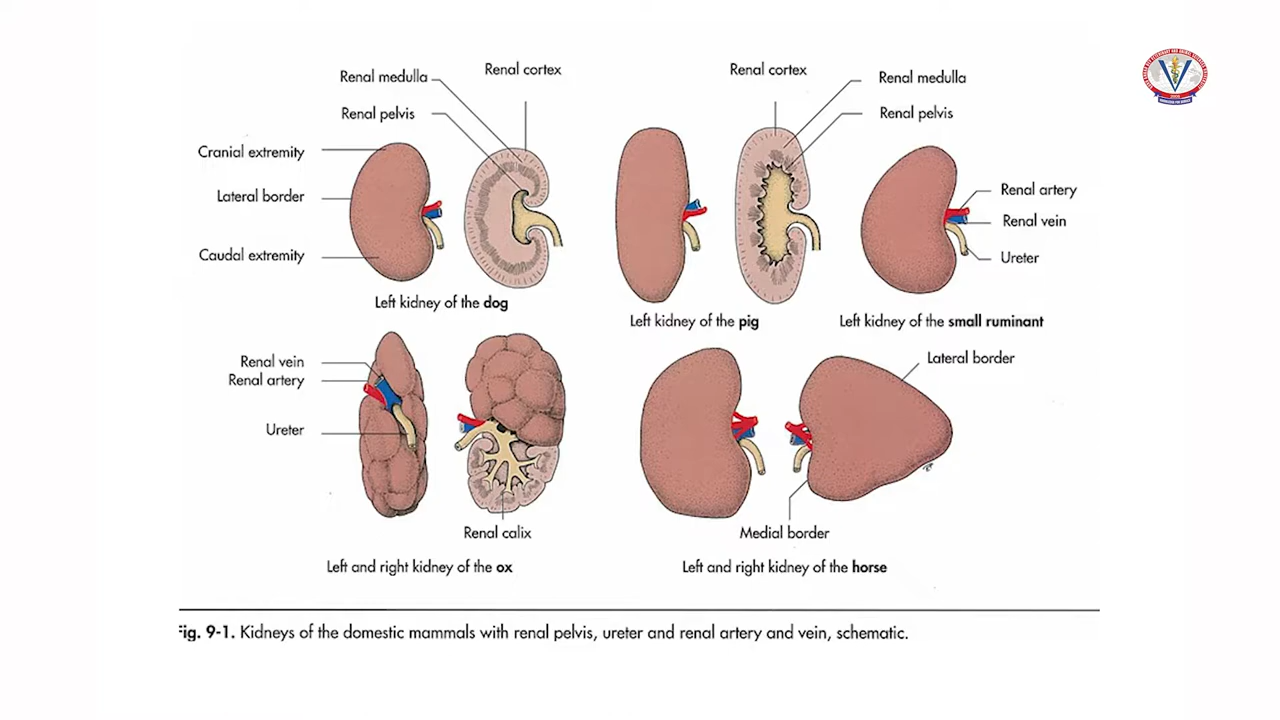 Renal medulla
Renal cortex
Renal pelvis
Cranial extremity
Lateral border
Caudal extremity
Left kidney of the dog
Renal cortex
Renal medulla
Renal pelvis
Left kidney of the pig
Renal artery
Renal vein
Ureter
Left kidney of the small ruminant
Renal vein
Renal artery
Ureter
Renal calix
Left and right kidney of the ox
Lateral border
Medial border
Left and right kidney of the horse
Fig. 9-1. Kidneys of the domestic mammals with renal pelvis, ureter and renal artery and vein, schematic.